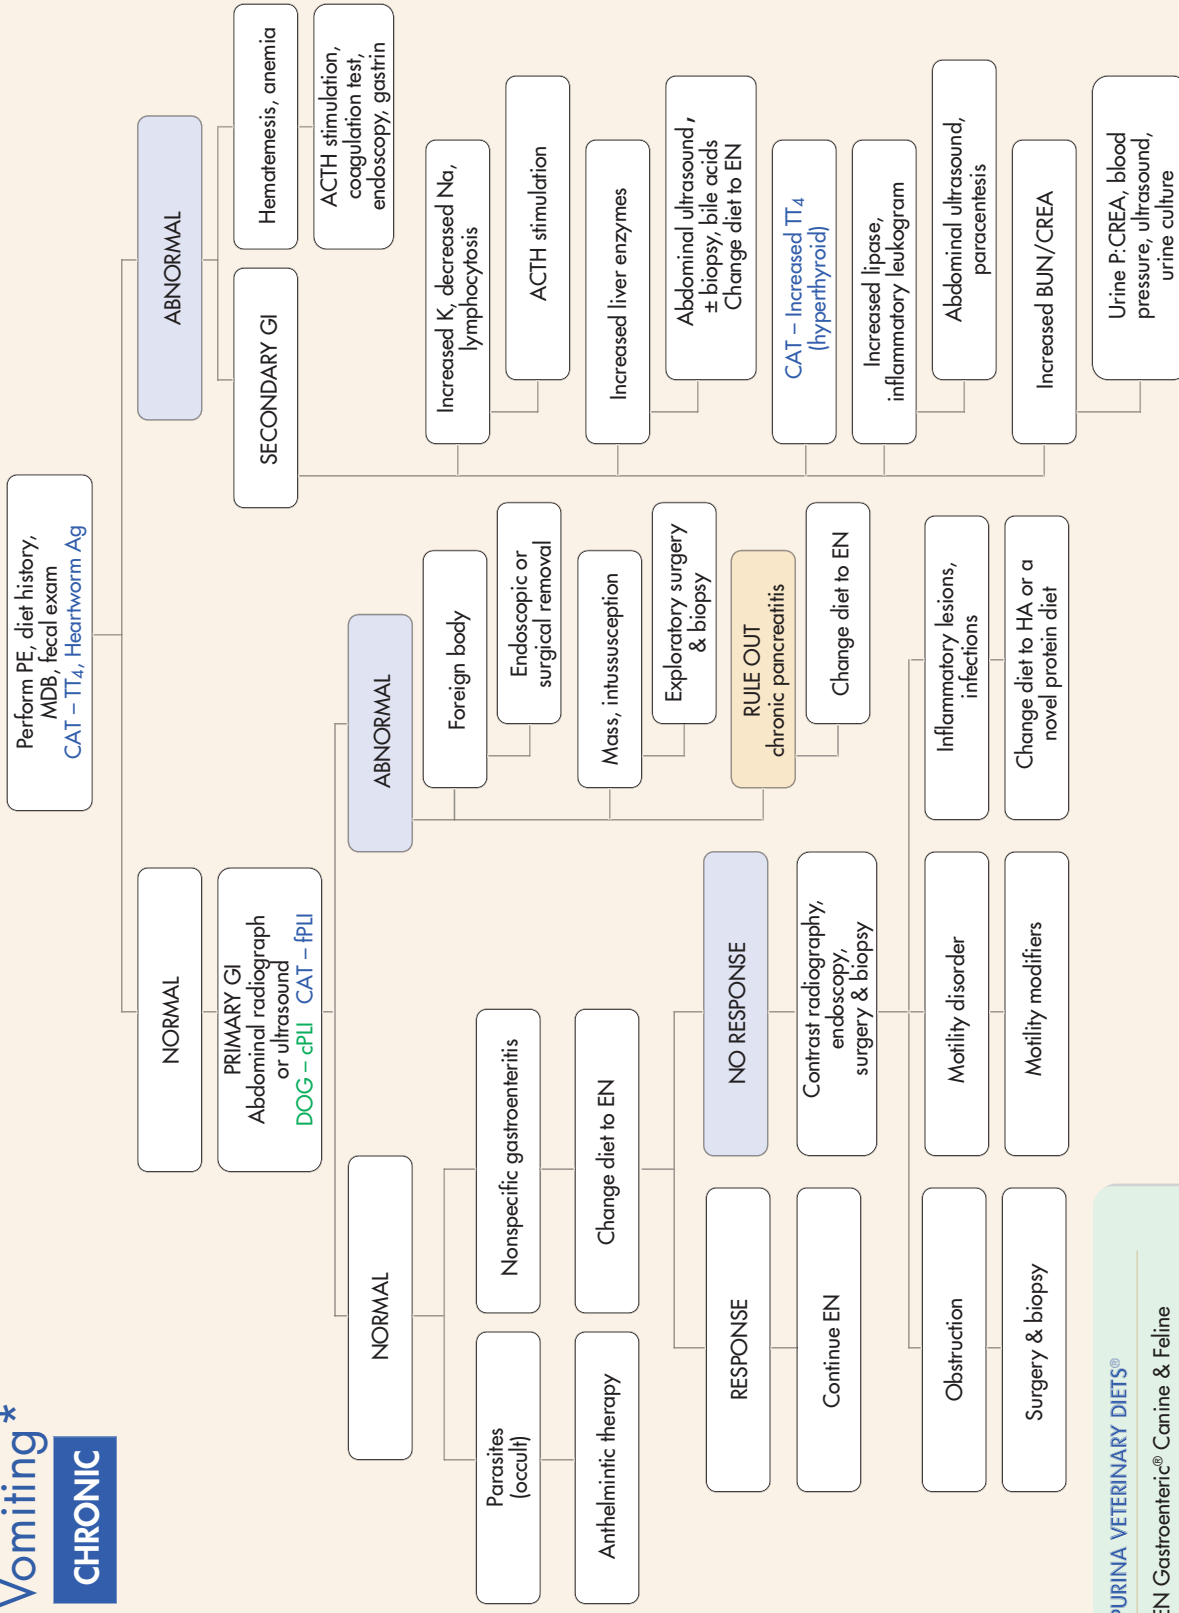 Vomiting*
CHRONIC
Perform PE, diet history,
MDB, fecal exam
CAT – TT4, Heartworm Ag
NORMAL
PRIMARY GI
Abdominal radiograph
or ultrasound
DOG – cPLI CAT – fPLI
NORMAL
Parasites
(occult)
Anthelmintic therapy
Nonspecific gastroenteritis
Change diet to EN
RESPONSE
Continue EN
NO RESPONSE
Contrast radiography,
endoscopy,
surgery & biopsy
Obstruction
Surgery & biopsy
Motility disorder
Motility modifiers
Inflammatory lesions,
infections
Change diet to HA or a
novel protein diet
ABNORMAL
Foreign body
Endoscopic or
surgical removal
Mass, intussusception
Exploratory surgery
& biopsy
RULE OUT
chronic pancreatitis
Change diet to EN
ABNORMAL
SECONDARY GI
Increased K, decreased Na,
lymphocytosis
ACTH stimulation
Increased liver enzymes
Abdominal ultrasound,
± biopsy, bile acids
Change diet to EN
CAT – Increased TT4
(hyperthyroid)
Increased lipase,
inflammatory leukogram
Abdominal ultrasound,
paracentesis
Increased BUN/CREA
Urine P:CREA, blood
pressure, ultrasound,
urine culture
Hematemesis, anemia
ACTH stimulation,
coagulation test,
endoscopy, gastrin
PURINA VETERINARY DIETS®
EN Gastroenteric® Canine & Feline